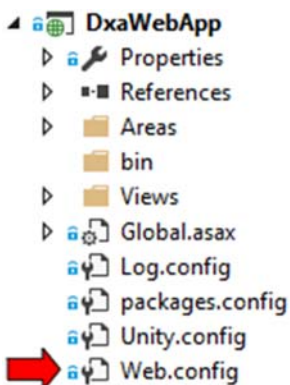 DxaWebApp
Properties
References
Areas
bin
Views
Global.asax
Log.config
packages.config
Unity.config
Web.config